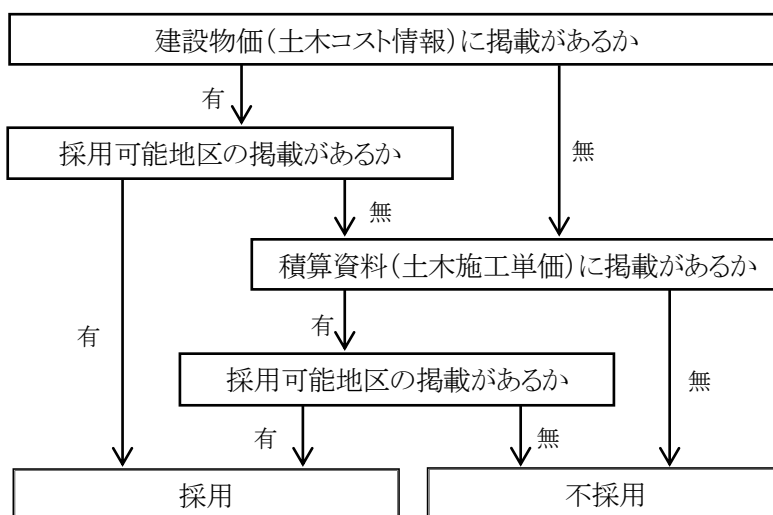 建設物価(土木コスト情報)に掲載があるか
有
採用可能地区の掲載があるか
無
無
積算資料(土木施工単価)に掲載があるか
有
有
採用可能地区の掲載があるか
無
有
無
採用
不採用